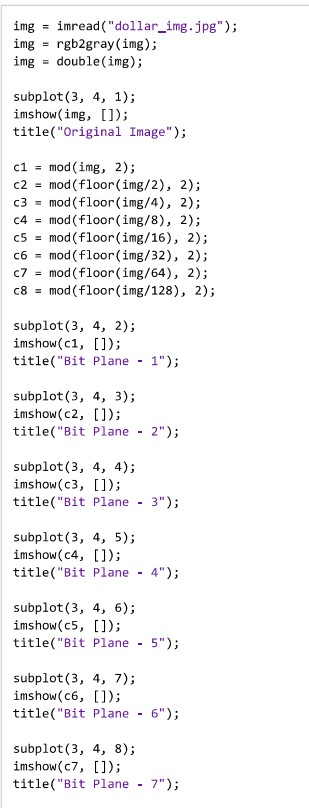 img = imread("dollar_img.jpg");
img = rgb2gray(img);
img = double(img);
subplot(3, 4, 1);
imshow(img, []);
title("Original Image");
c1 = mod(img, 2);
c2 = mod(floor(img/2), 2);
c3 = mod(floor(img/4), 2);
c4 = mod(floor(img/8), 2);
c5 = mod(floor(img/16), 2);
c6 = mod(floor(img/32), 2);
c7 = mod(floor(img/64), 2);
c8 = mod(floor(img/128), 2);
subplot(3, 4, 2);
imshow(c1, []);
title("Bit Plane - 1");
subplot(3, 4, 3);
imshow(c2, []);
title("Bit Plane - 2");
subplot(3, 4, 4);
imshow(c3, []);
title("Bit Plane - 3");
subplot(3, 4, 5);
imshow(c4, []);
title("Bit Plane - 4");
subplot(3, 4, 6);
imshow(c5, []);
title("Bit Plane - 5");
subplot(3, 4, 7);
imshow(c6, []);
title("Bit Plane - 6");
subplot(3, 4, 8);
imshow(c7, []);
title("Bit Plane - 7");